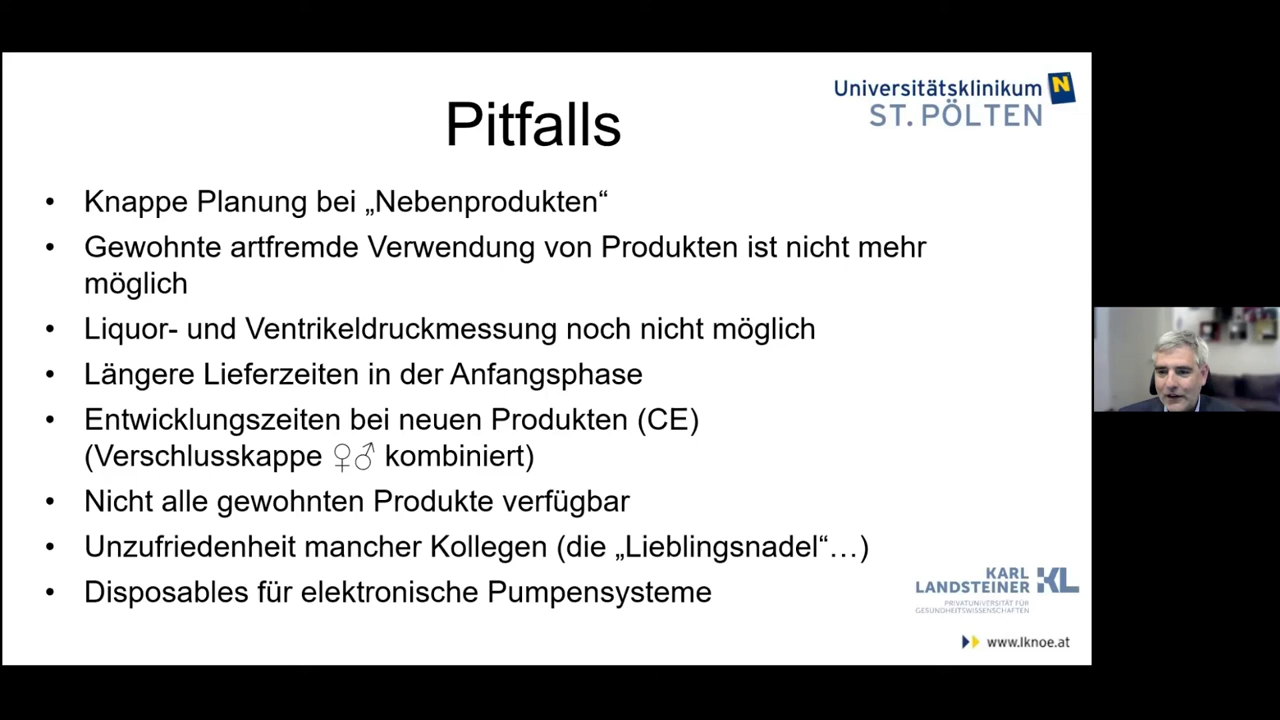 Universitätsklinikum N
ST. PÖLTEN
Pitfalls
• Knappe Planung bei „Nebenprodukten“
• Gewohnte artfremde Verwendung von Produkten ist nicht mehr
möglich
• Liquor- und Ventrikeldruckmessung noch nicht möglich
• Längere Lieferzeiten in der Anfangsphase
• Entwicklungszeiten bei neuen Produkten (CE)
(Verschlusskappe ♀♂ kombiniert)
• Nicht alle gewohnten Produkte verfügbar
• Unzufriedenheit mancher Kollegen (die „Lieblingsnadel“…)
• Disposables für elektronische Pumpensysteme
KARL
LANDSTEINER KL
PRIVATUNIVERSITÄT FÜR
GESUNDHEITSWISSENSCHAFTEN
www.lknoe.at